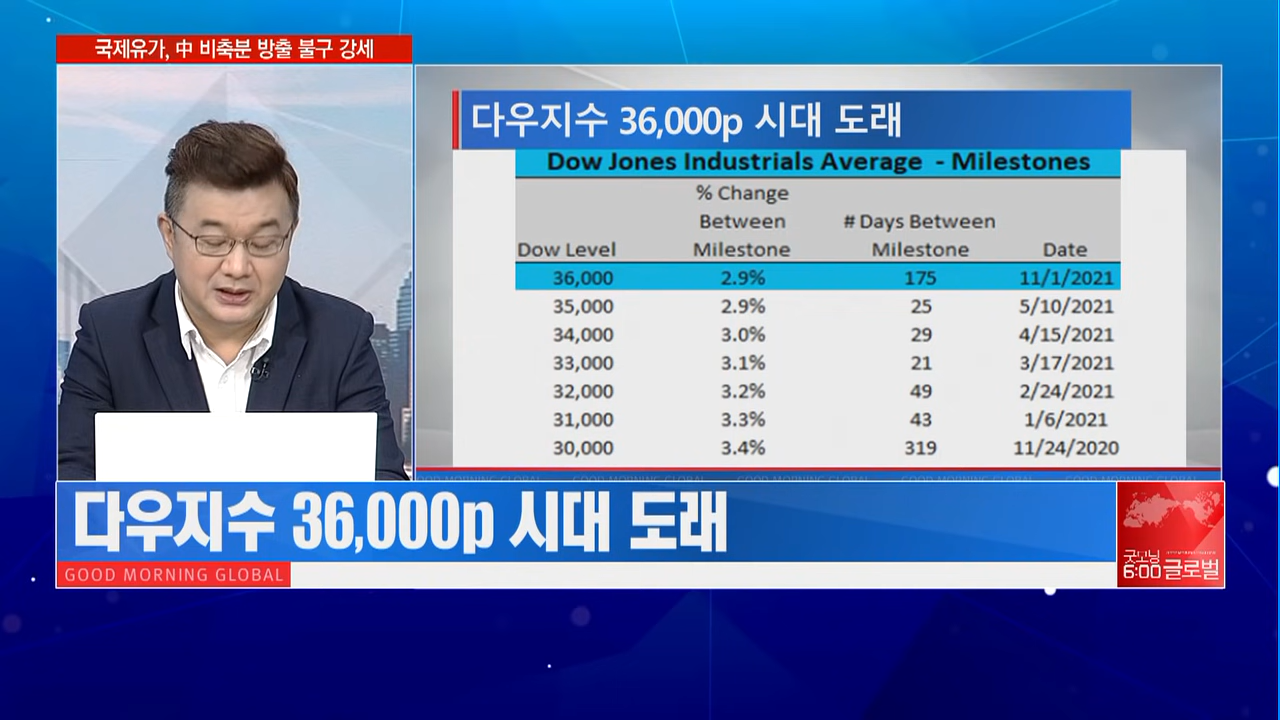 국제유가, 中 비축분 방출 불구 강세
다우지수 36,000p 시대 도래
Dow Jones Industrials Average - Milestones
% Change
Between
# Days Between
Dow Level Milestone Milestone Date
36,000 2.9% 175 11/1/2021
35,000 2.9% 25 5/10/2021
34,000 3.0% 29 4/15/2021
33,000 3.1% 21 3/17/2021
32,000 3.2% 49 2/24/2021
31,000 3.3% 43 1/6/2021
30,000 3.4% 319 11/24/2020
다우지수 36,000p 시대 도래
GOOD MORNING GLOBAL
굿모닝
6:00 글로벌